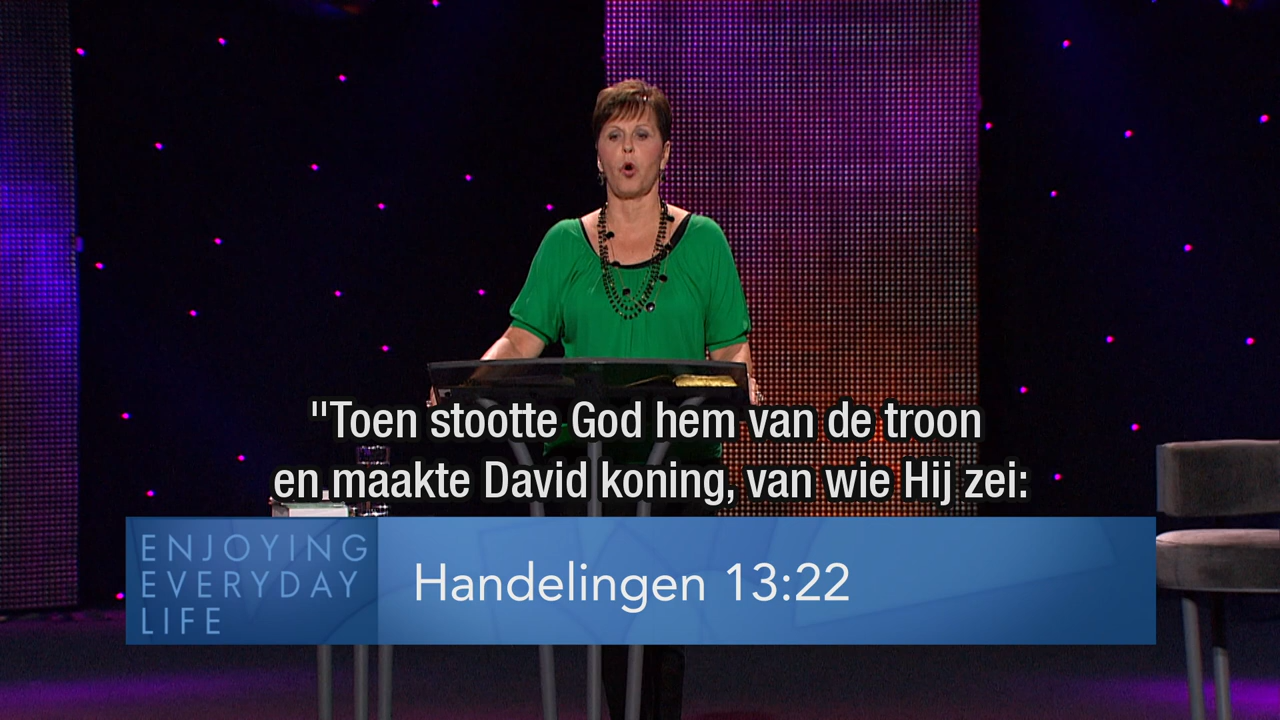 "Toen stootte God hem van de troon
en maakte David koning, van wie Hij zei:
ENJOYING
EVERYDAY
LIFE
Handelingen 13:22